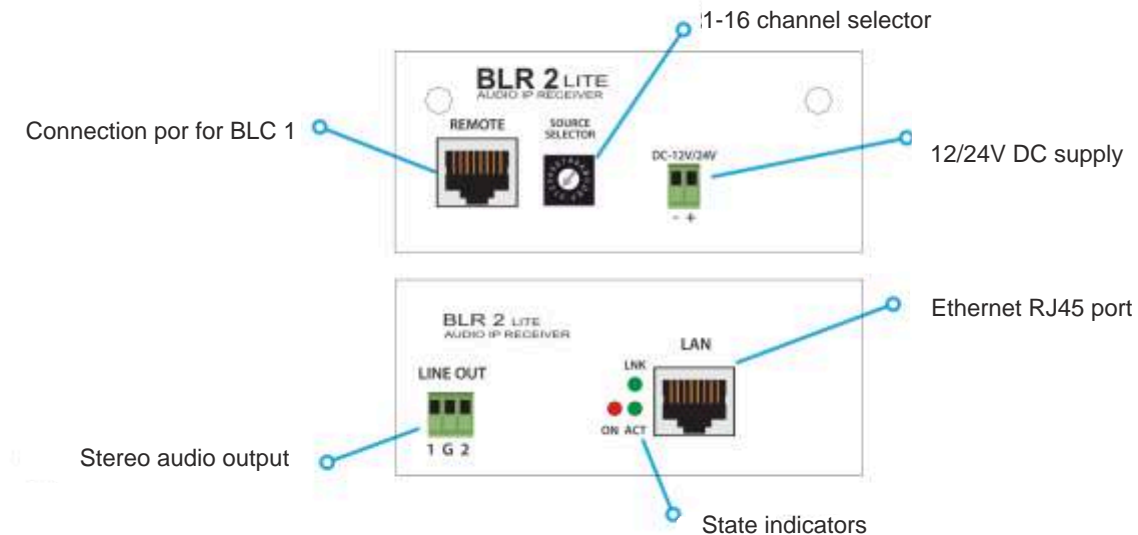 1-16 channel selector
BLR 2 LITE
AUDIO IP RECEIVER
Connection por for BLC 1
REMOTE
SOURCE SELECTOR
DC-12V/24V
- +
12/24V DC supply
BLR 2 LITE
AUDIO IP RECEIVER
Ethernet RJ45 port
LAN
LNK
LINE OUT
ON ACT
1 G 2
Stereo audio output
State indicators